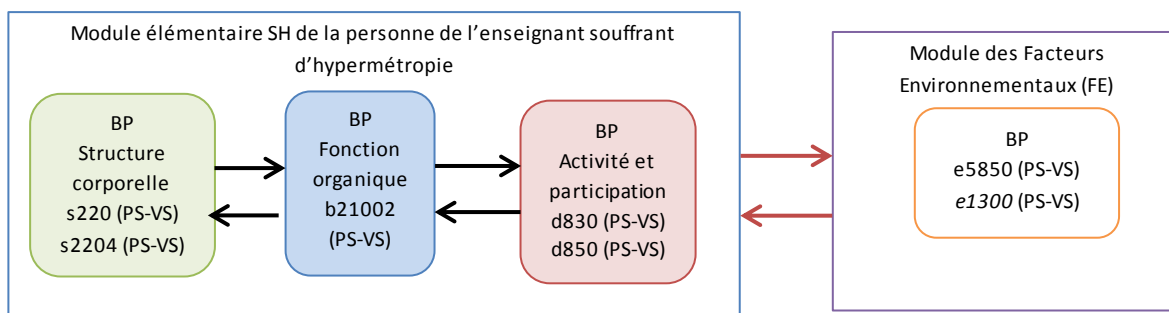 Module élémentaire SH de la personne de l’enseignant souffrant
d’hypermétropie
BP
Structure
corporelle
s220 (PS-VS)
s2204 (PS-VS)
BP
Fonction
organique
b21002
(PS-VS)
BP
Activité et
participation
d830 (PS-VS)
d850 (PS-VS)
Module des Facteurs
Environnementaux (FE)
BP
e5850 (PS-VS)
e1300 (PS-VS)